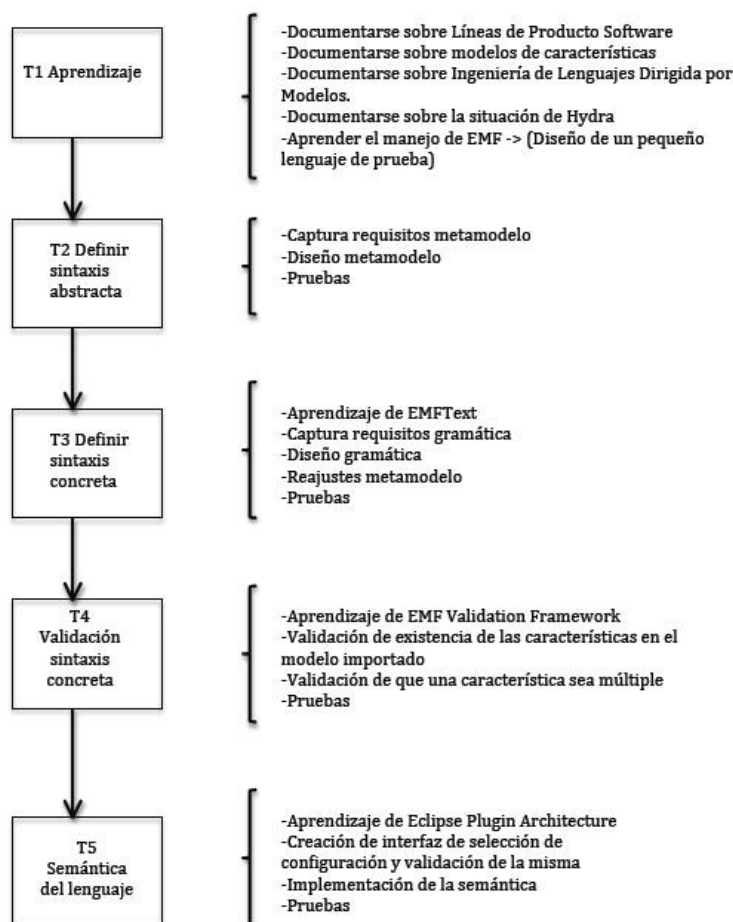 T1 Aprendizaje
-Documentarse sobre Líneas de Producto Software
-Documentarse sobre modelos de características
-Documentarse sobre Ingeniería de Lenguajes Dirigida por
Modelos.
-Documentarse sobre la situación de Hydra
-Aprender el manejo de EMF -> (Diseño de un pequeño
lenguaje de prueba)
T2 Definir
sintaxis
abstracta
-Captura requisitos metamodelo
-Diseño metamodelo
-Pruebas
T3 Definir
sintaxis
concreta
-Aprendizaje de EMFText
-Captura requisitos gramática
-Diseño gramática
-Reajustes metamodelo
-Pruebas
T4
Validación
sintaxis
concreta
-Aprendizaje de EMF Validation Framework
-Validación de existencia de las características en el
modelo importado
-Validación de que una característica sea múltiple
-Pruebas
T5
Semántica
del lenguaje
-Aprendizaje de Eclipse Plugin Architecture
-Creación de interfaz de selección de
configuración y validación de la misma
-Implementación de la semántica
-Pruebas